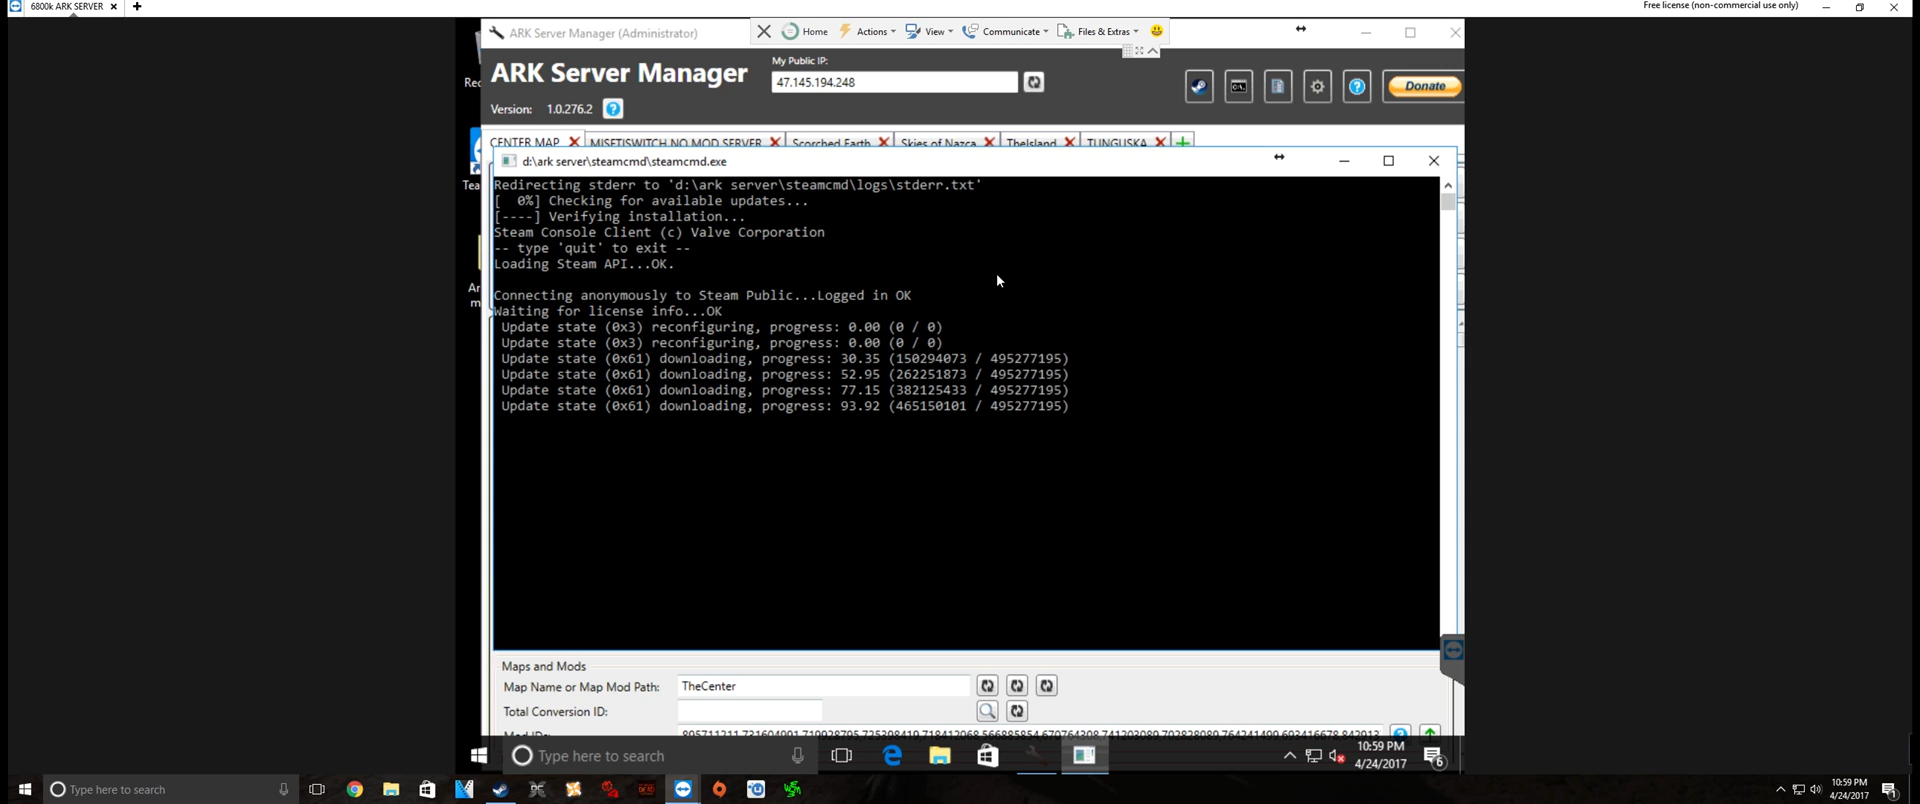 6800k ARK SERVER
Free license (non-commercial use only)
ARK Server Manager (Administrator)
Home
Actions
View
Communicate
Files & Extras
ARK Server Manager
My Public IP:
47.145.194.248
Donate
Version: 1.0.276.2
CENTER MAP
MISFTISWITCH NO MOD SERVER
Scorched Earth
Skies of Nazca
TheIsland
TUNGUSKA
d:\ark server\steamcmd\steamcmd.exe
Redirecting stderr to 'd:\ark server\steamcmd\logs\stderr.txt'
[ 0%] Checking for available updates...
[----] Verifying installation...
Steam Console Client (c) Valve Corporation
-- type 'quit' to exit --
Loading Steam API...OK.
Connecting anonymously to Steam Public...Logged in OK
Waiting for license info...OK
Update state (0x3) reconfiguring, progress: 0.00 (0 / 0)
Update state (0x3) reconfiguring, progress: 0.00 (0 / 0)
Update state (0x61) downloading, progress: 30.35 (150294073 / 495277195)
Update state (0x61) downloading, progress: 52.95 (262251873 / 495277195)
Update state (0x61) downloading, progress: 77.15 (382125433 / 495277195)
Update state (0x61) downloading, progress: 93.92 (465150101 / 495277195)
Maps and Mods
Map Name or Map Mod Path: TheCenter
Total Conversion ID:
Type here to search
10:59 PM
4/24/2017
6
Type here to search
10:59 PM
4/24/2017
1